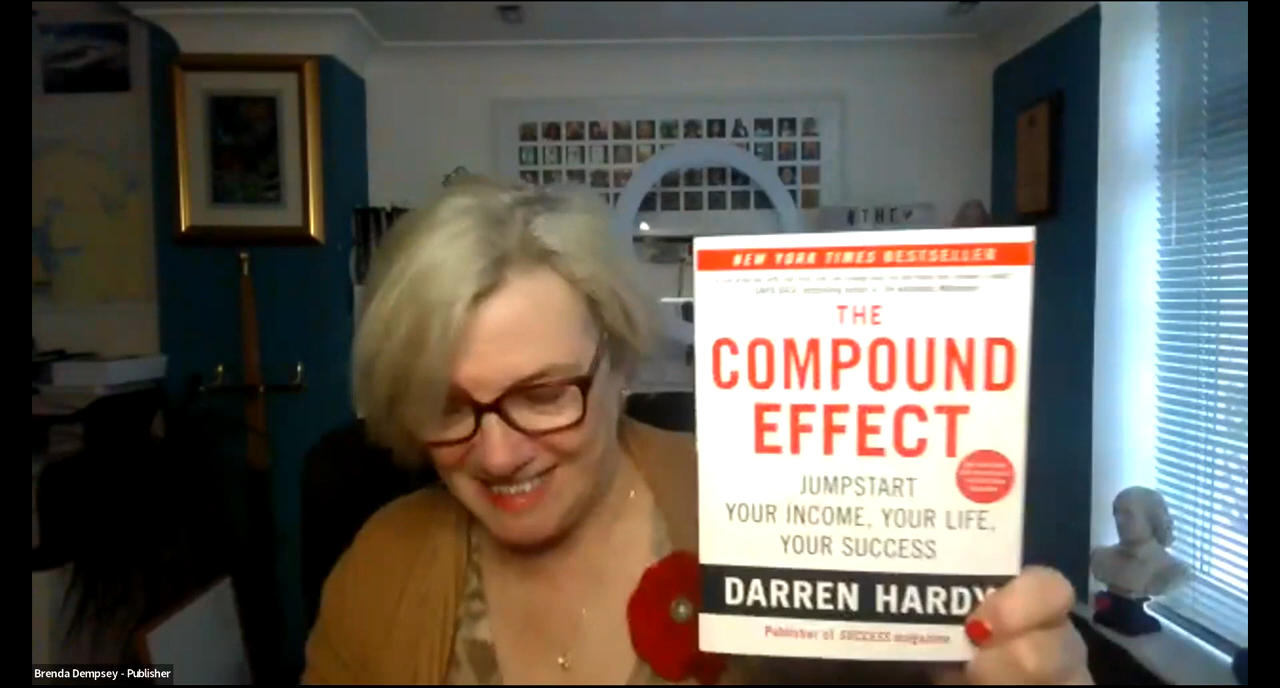 #THE
NEW YORK TIMES BESTSELLER
THE
COMPOUND
EFFECT
JUMPSTART
YOUR INCOME, YOUR LIFE,
YOUR SUCCESS
DARREN HARDY
Publisher of SUCCESS magazine
Brenda Dempsey - Publisher